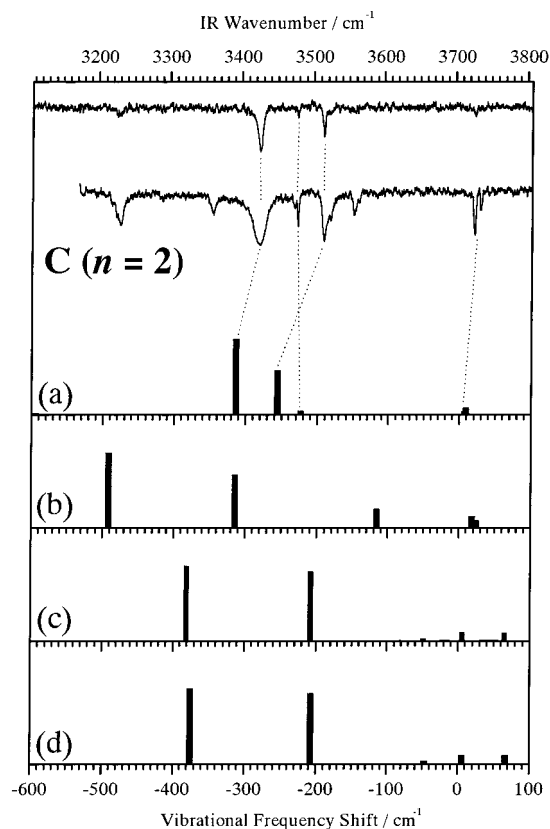 IR Wavenumber / cm⁻¹
3200 3300 3400 3500 3600 3700 3800
C (n = 2)
(a)
(b)
(c)
(d)
-600 -500 -400 -300 -200 -100 0 100
Vibrational Frequency Shift / cm⁻¹